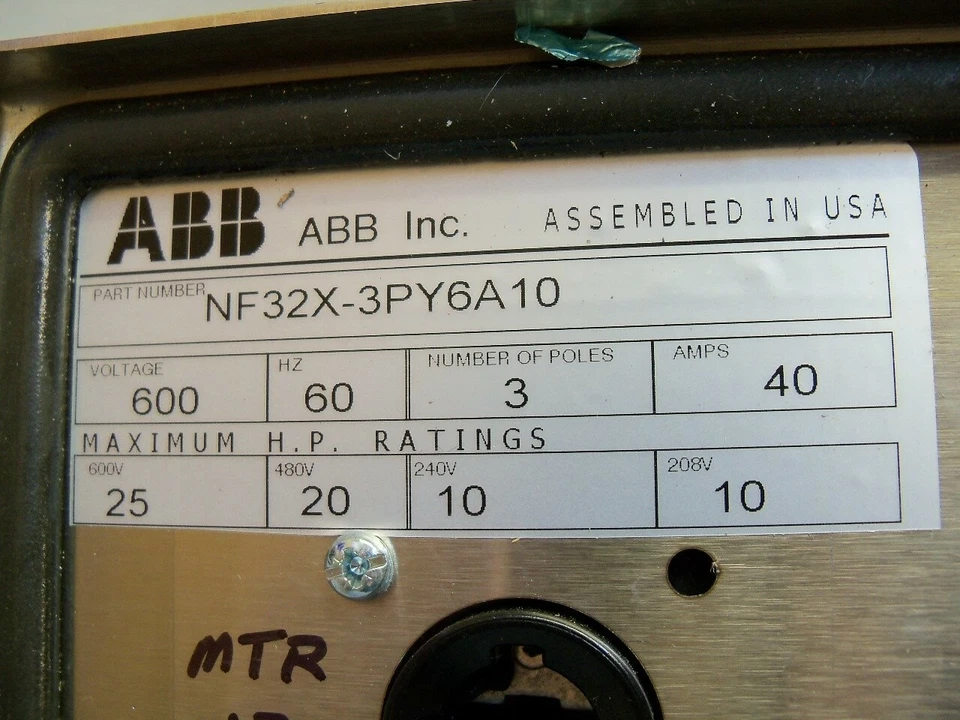 ABB ABB Inc. ASSEMBLED IN USA
PART NUMBER NF32X-3PY6A10
VOLTAGE HZ NUMBER OF POLES AMPS
600 60 3 40
MAXIMUM H.P. RATINGS
600V 480V 240V 208V
25 20 10 10
MTR